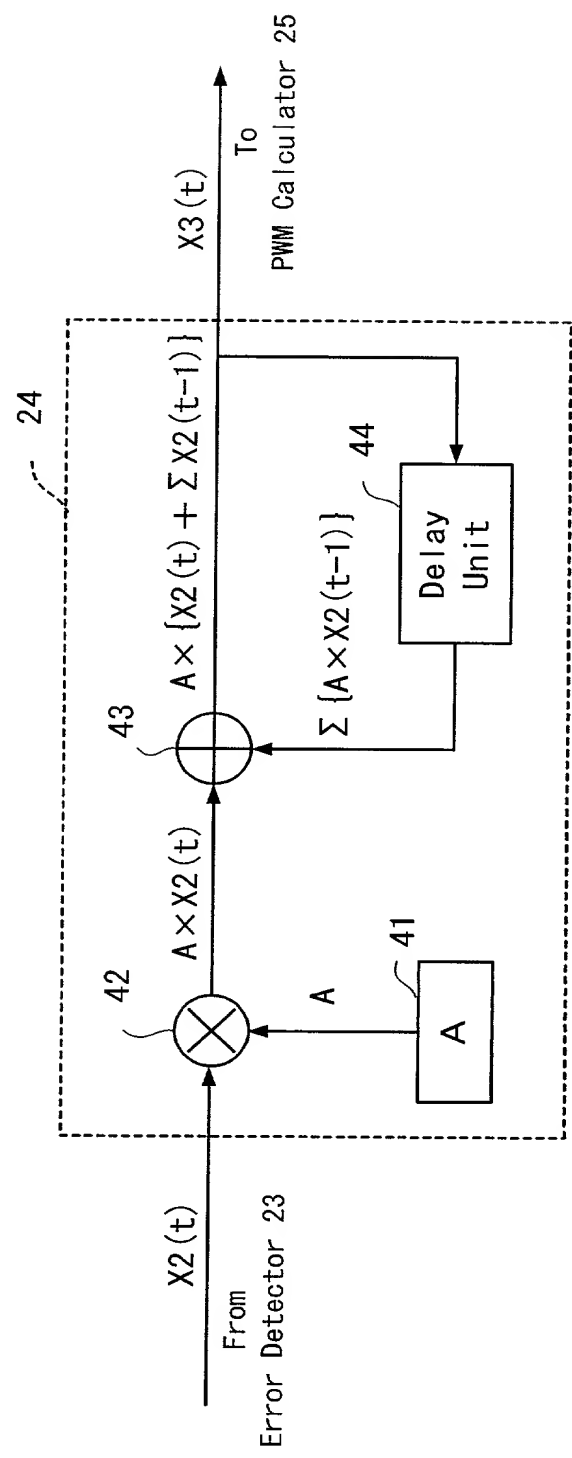 24
X2(t)
From
Error Detector 23
42
A×X2(t)
A
41
A
43
A×{X2(t)+ΣX2(t-1)}
Σ{A×X2(t-1)}
44
Delay
Unit
X3(t)
To
PWM Calculator 25